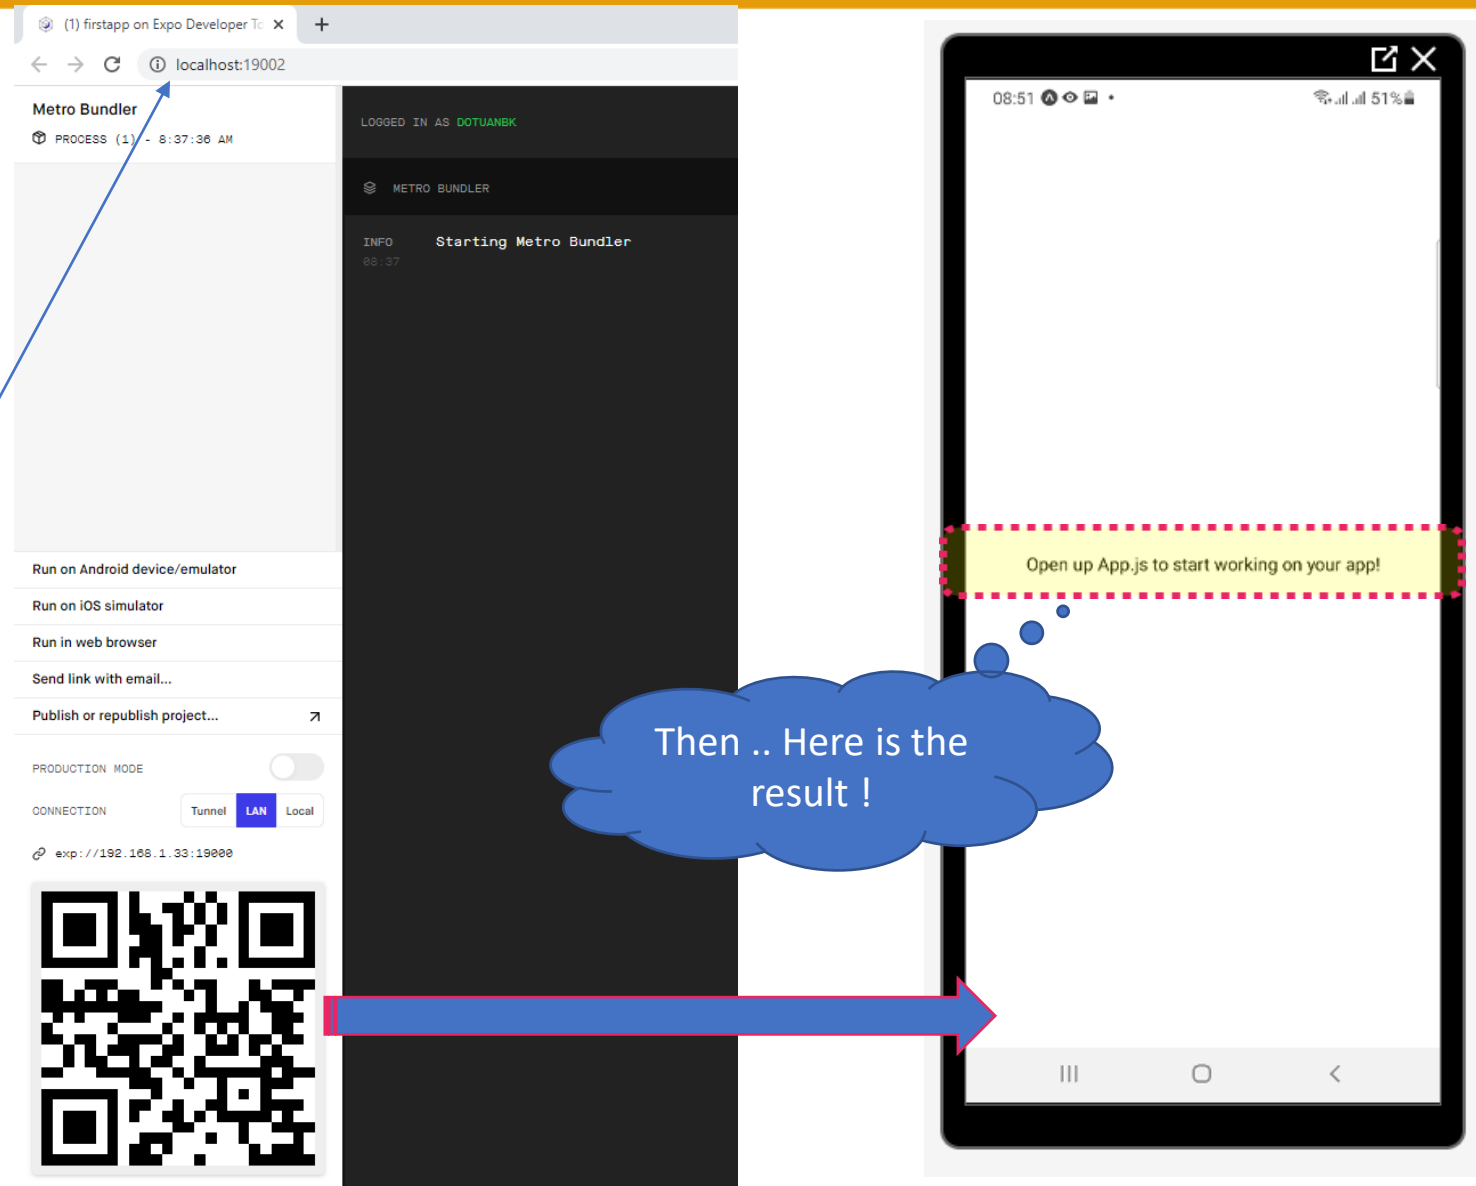 (1) firstapp on Expo Developer To
localhost:19002
Metro Bundler
PROCESS (1) - 8:37:36 AM
LOGGED IN AS DOTUANBK
METRO BUNDLER
INFO Starting Metro Bundler
08:37
Run on Android device/emulator
Run on iOS simulator
Run in web browser
Send link with email...
Publish or republish project...
PRODUCTION MODE
CONNECTION Tunnel LAN Local
exp://192.168.1.33:19000
Then .. Here is the
result !
08:51 51%
Open up App.js to start working on your app!